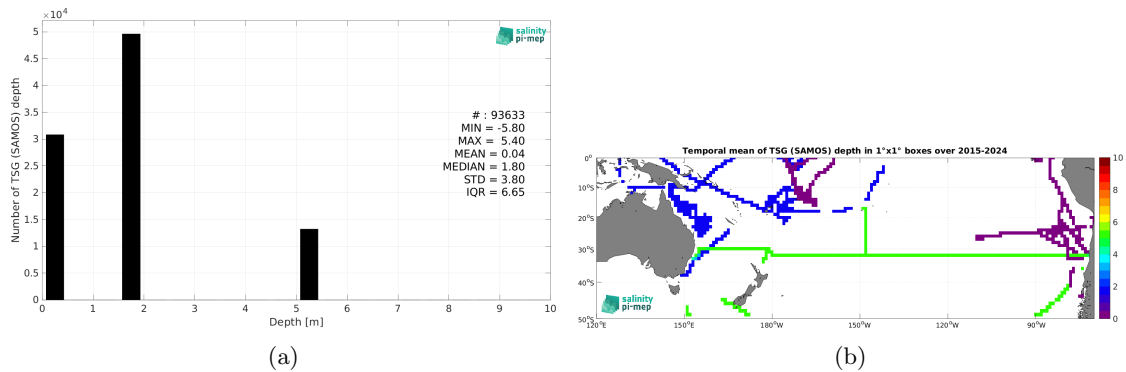 ×10⁴
5
4.5
4
3.5
3
2.5
2
1.5
1
0.5
0
Number of TSG (SAMOS) depth
0 1 2 3 4 5 6 7 8 9 10
Depth [m]
salinity
pi-mep
# : 93633
MIN = -5.80
MAX = 5.40
MEAN = 0.04
MEDIAN = 1.80
STD = 3.80
IQR = 6.65
(a)
Temporal mean of TSG (SAMOS) depth in 1°x1° boxes over 2015-2024
0°
10°S
20°S
30°S
40°S
50°S
120°E 150°E 180°W 150°W 120°W 90°W
salinity
pi-mep
10
8
6
4
2
0
(b)